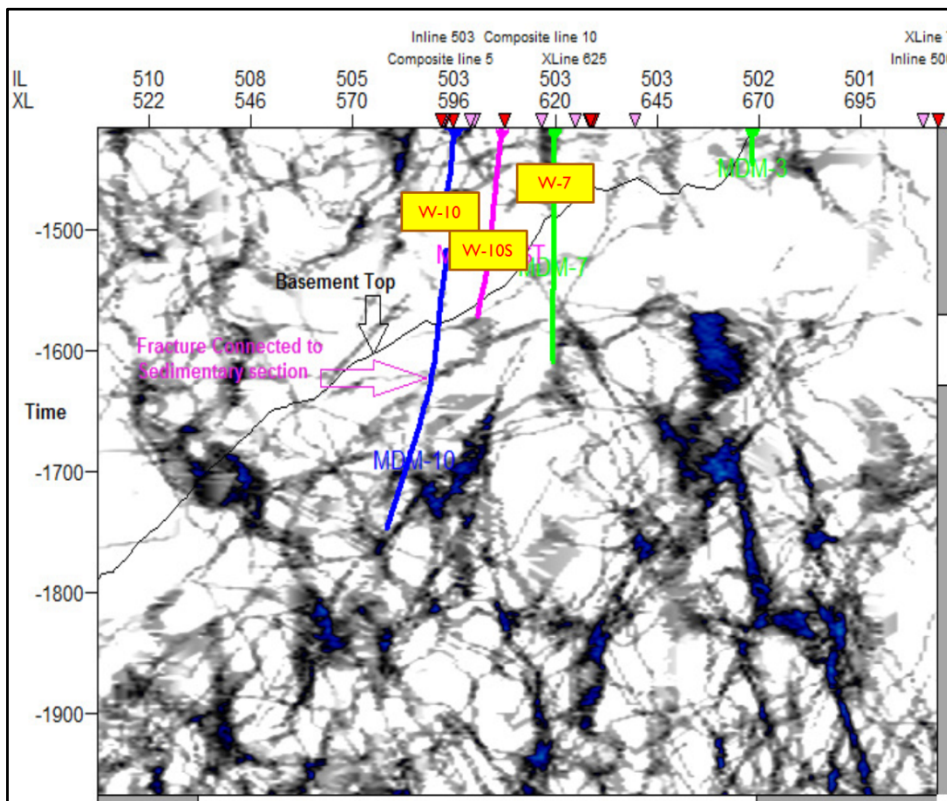 Inline 503 Composite line 10 XLine
Composite line 5 XLine 625 Inline
IL 510 508 505 503 503 503 502 501
XL 522 546 570 596 620 645 670 695
MDM-3
W-7
-1500
W-10
W-10S
MDM-7
Basement Top
-1600
Fracture Connected to
Sedimentary section
Time
MDM-10
-1700
-1800
-1900